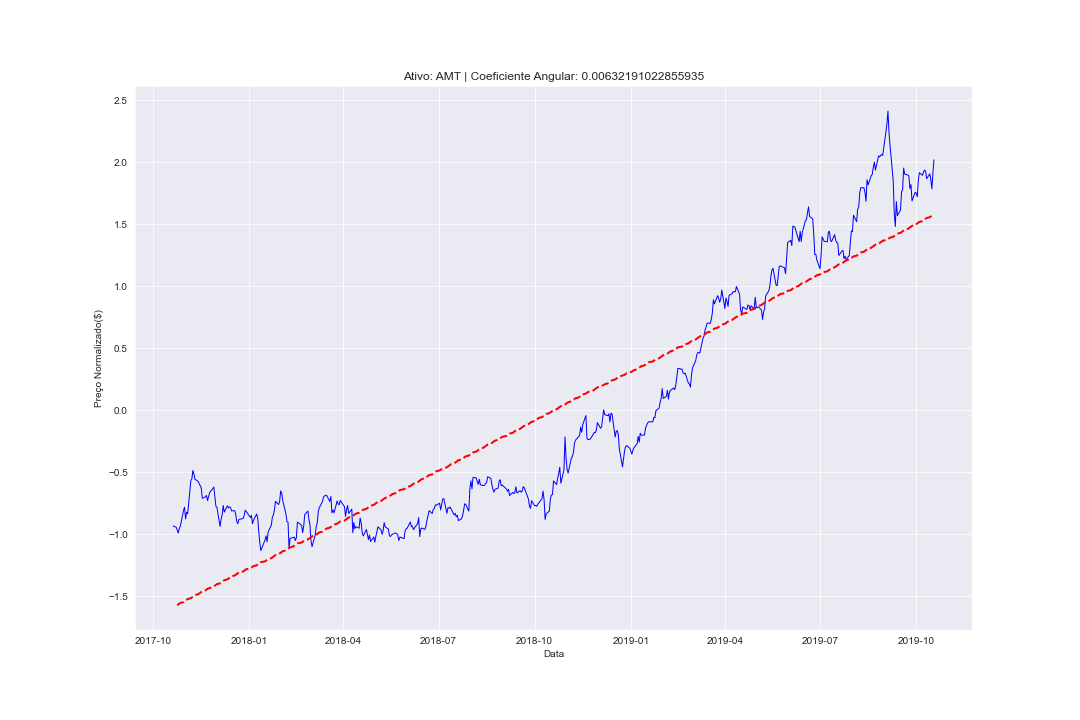 Ativo: AMT | Coeficiente Angular: 0.00632191022855935
2.5
2.0
1.5
1.0
0.5
0.0
−0.5
−1.0
−1.5
Preço Normalizado($)
2017-10 2018-01 2018-04 2018-07 2018-10 2019-01 2019-04 2019-07 2019-10
Data